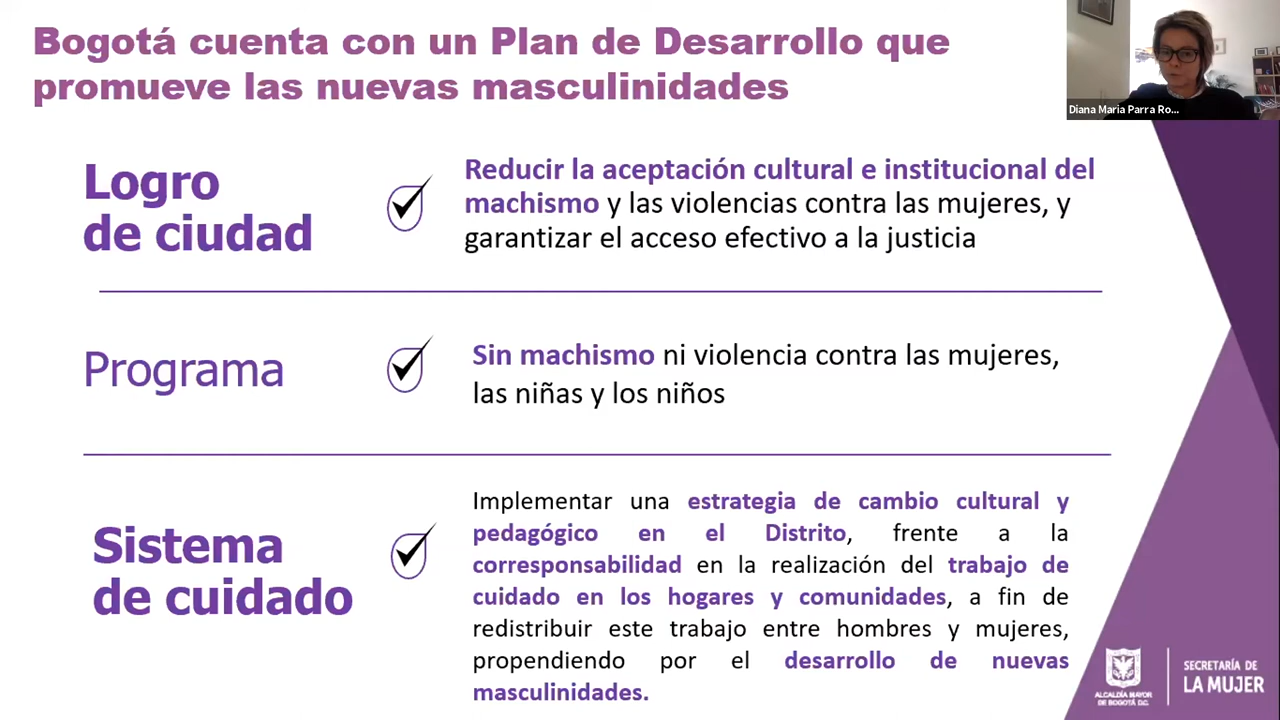 Bogotá cuenta con un Plan de Desarrollo que
promueve las nuevas masculinidades
Diana Maria Parra Ro...
Logro
de ciudad
Reducir la aceptación cultural e institucional del
machismo y las violencias contra las mujeres, y
garantizar el acceso efectivo a la justicia
Programa
Sin machismo ni violencia contra las mujeres,
las niñas y los niños
Sistema
de cuidado
Implementar una estrategia de cambio cultural y
pedagógico en el Distrito, frente a la
corresponsabilidad en la realización del trabajo de
cuidado en los hogares y comunidades, a fin de
redistribuir este trabajo entre hombres y mujeres,
propendiendo por el desarrollo de nuevas
masculinidades.
ALCALDÍA MAYOR
DE BOGOTÁ D.C.
SECRETARÍA DE
LA MUJER